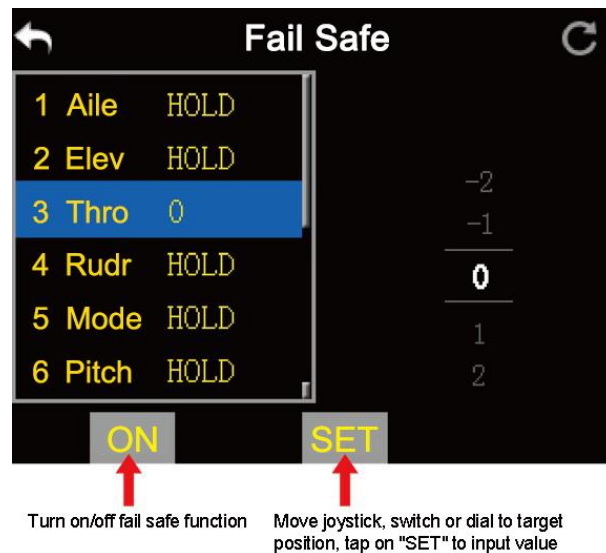 Fail Safe
1 Aile HOLD
2 Elev HOLD
3 Thro 0
4 Rudr HOLD
5 Mode HOLD
6 Pitch HOLD
-2
-1
0
1
2
ON
SET
Turn on/off fail safe function
Move joystick, switch or dial to target
position, tap on "SET" to input value